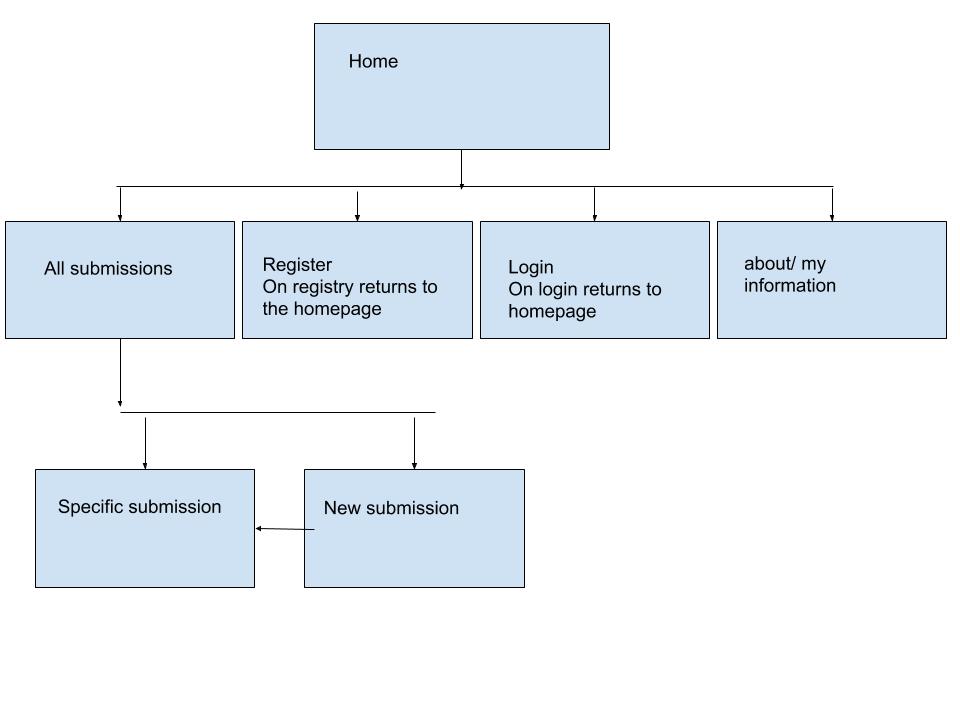 Home
All submissions
Register
On registry returns to
the homepage
Login
On login returns to
homepage
about/ my
information
Specific submission
New submission